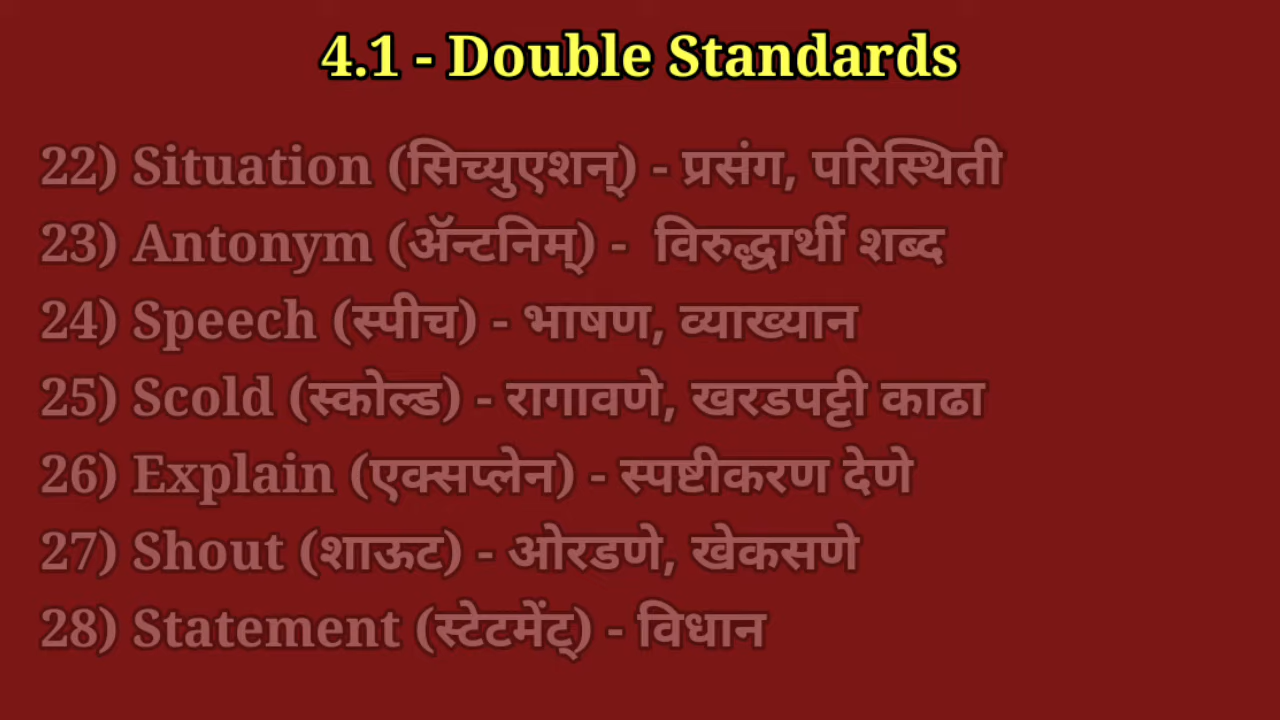 4.1 - Double Standards
22) Situation (सिच्युएशन्) - प्रसंग, परिस्थिती
23) Antonym (ॲन्टनिम्) - विरुद्धार्थी शब्द
24) Speech (स्पीच) - भाषण, व्याख्यान
25) Scold (स्कोल्ड) - रागावणे, खरडपट्टी काढा
26) Explain (एक्सप्लेन) - स्पष्टीकरण देणे
27) Shout (शाऊट) - ओरडणे, खेकसणे
28) Statement (स्टेटमेंट्) - विधान